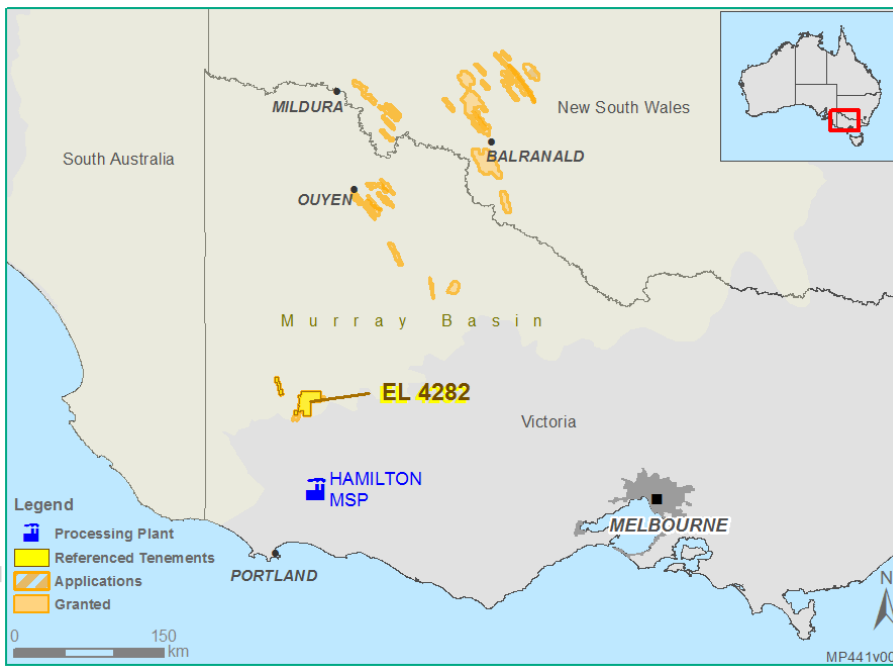 MILDURA
New South Wales
South Australia
BALRANALD
OUYEN
Murray Basin
EL 4282
Victoria
HAMILTON
MSP
MELBOURNE
PORTLAND
Legend
Processing Plant
Referenced Tenements
Applications
Granted
0 150
km
N
MP441v00